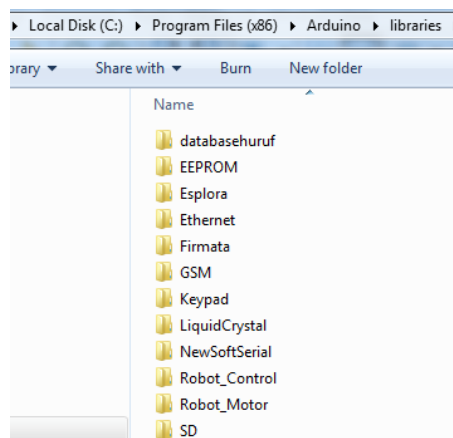 Local Disk (C:) Program Files (x86) Arduino libraries
Share with Burn New folder
Name
databasehuruf
EEPROM
Esplora
Ethernet
Firmata
GSM
Keypad
LiquidCrystal
NewSoftSerial
Robot_Control
Robot_Motor
SD